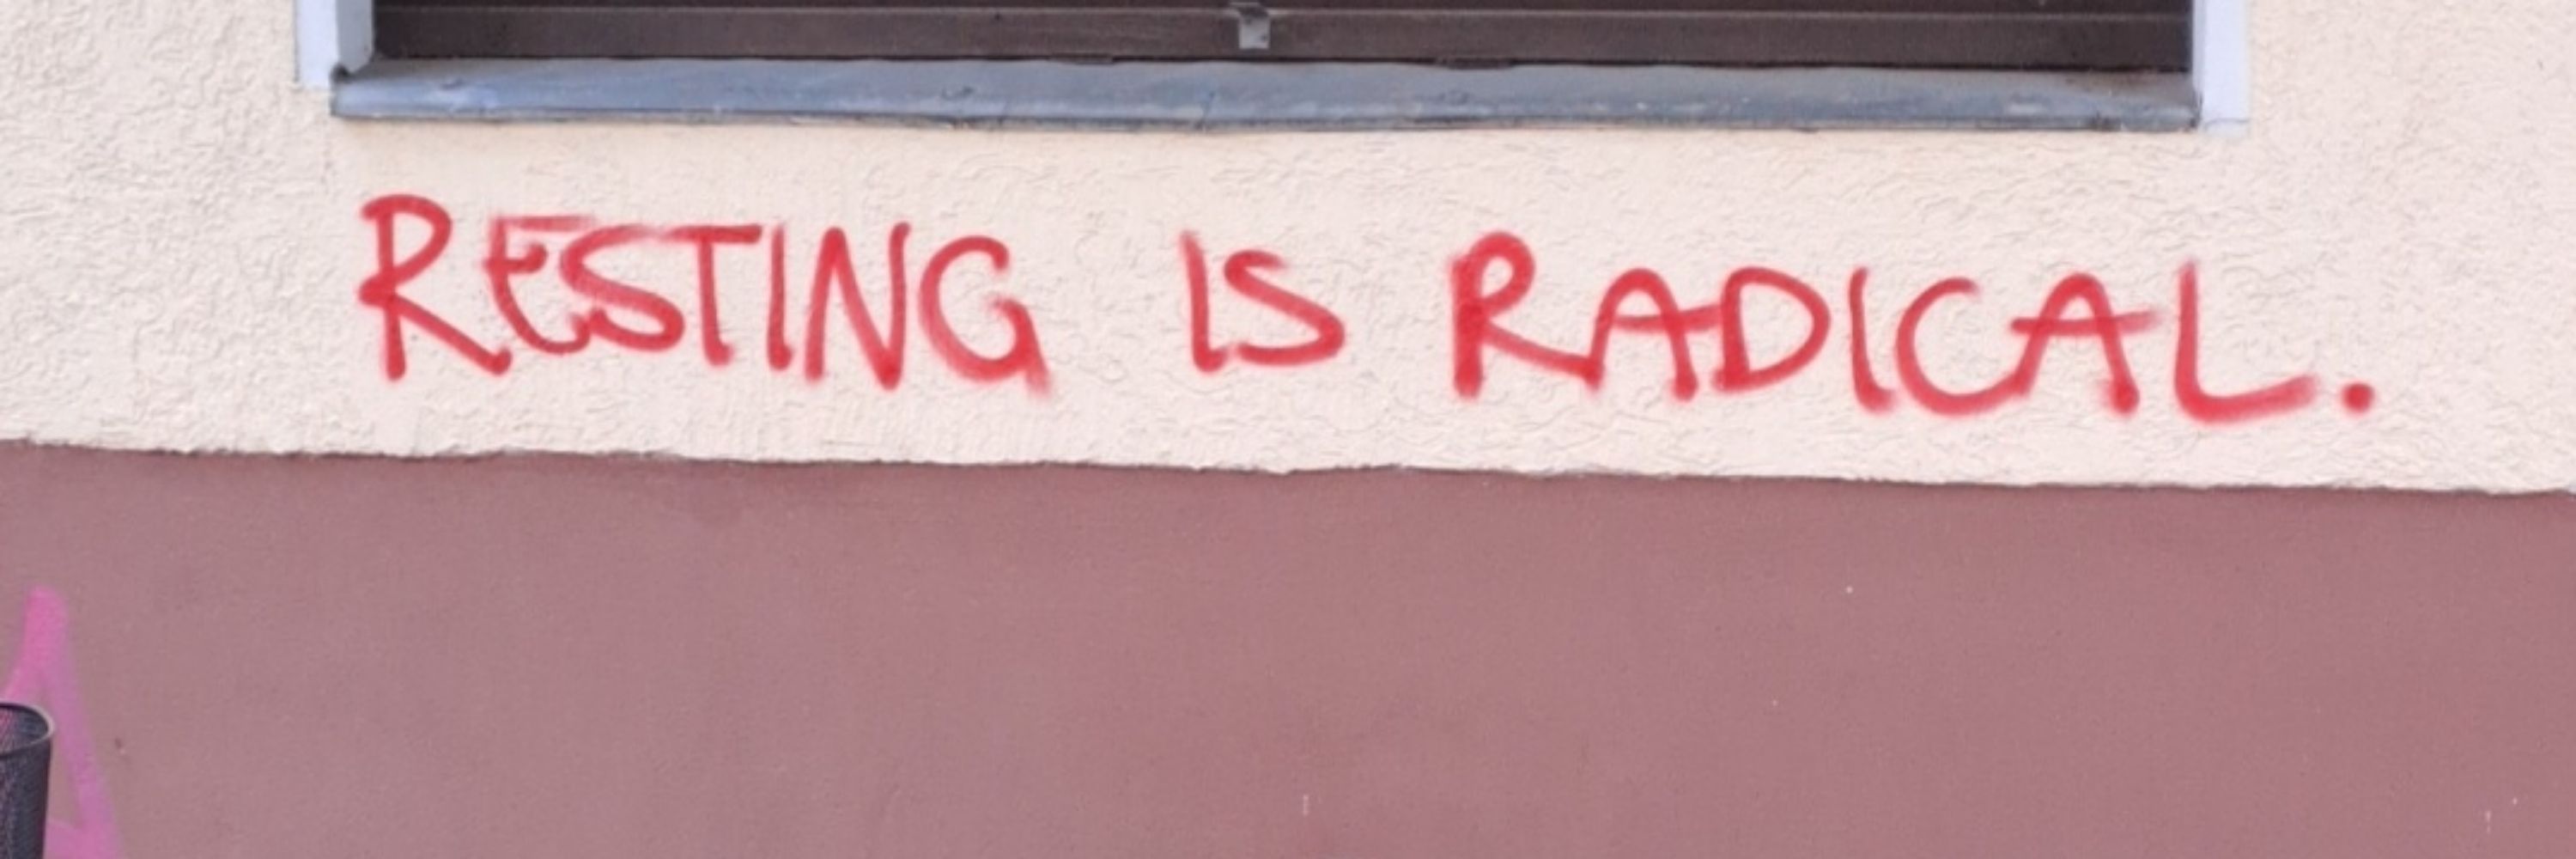 RESTING IS RADICAL.